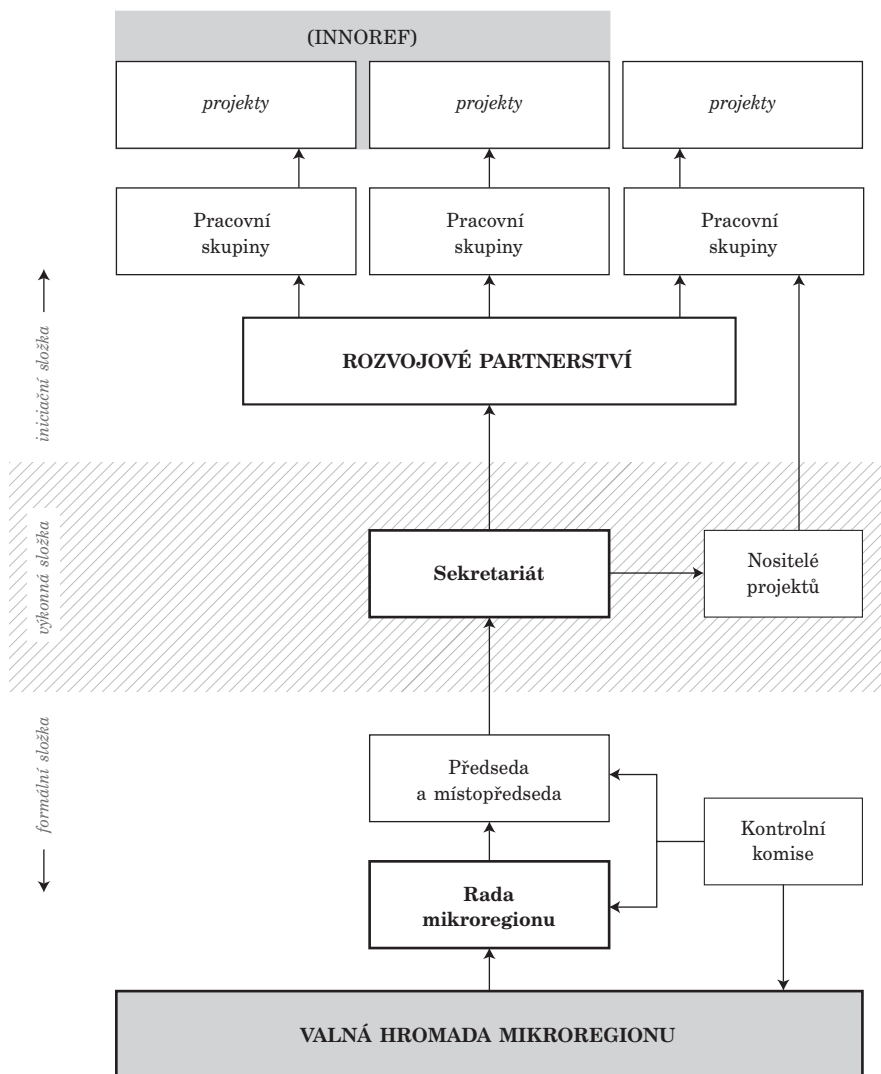 (INNOREF)
projekty
projekty
projekty
Pracovní
skupiny
Pracovní
skupiny
Pracovní
skupiny
iniciační složka
ROZVOJOVÉ PARTNERSTVÍ
výkonná složka
Sekretariát
Nositelé
projektů
formální složka
Předseda
a místopředseda
Kontrolní
komise
Rada
mikroregionu
VALNÁ HROMADA MIKROREGIONU